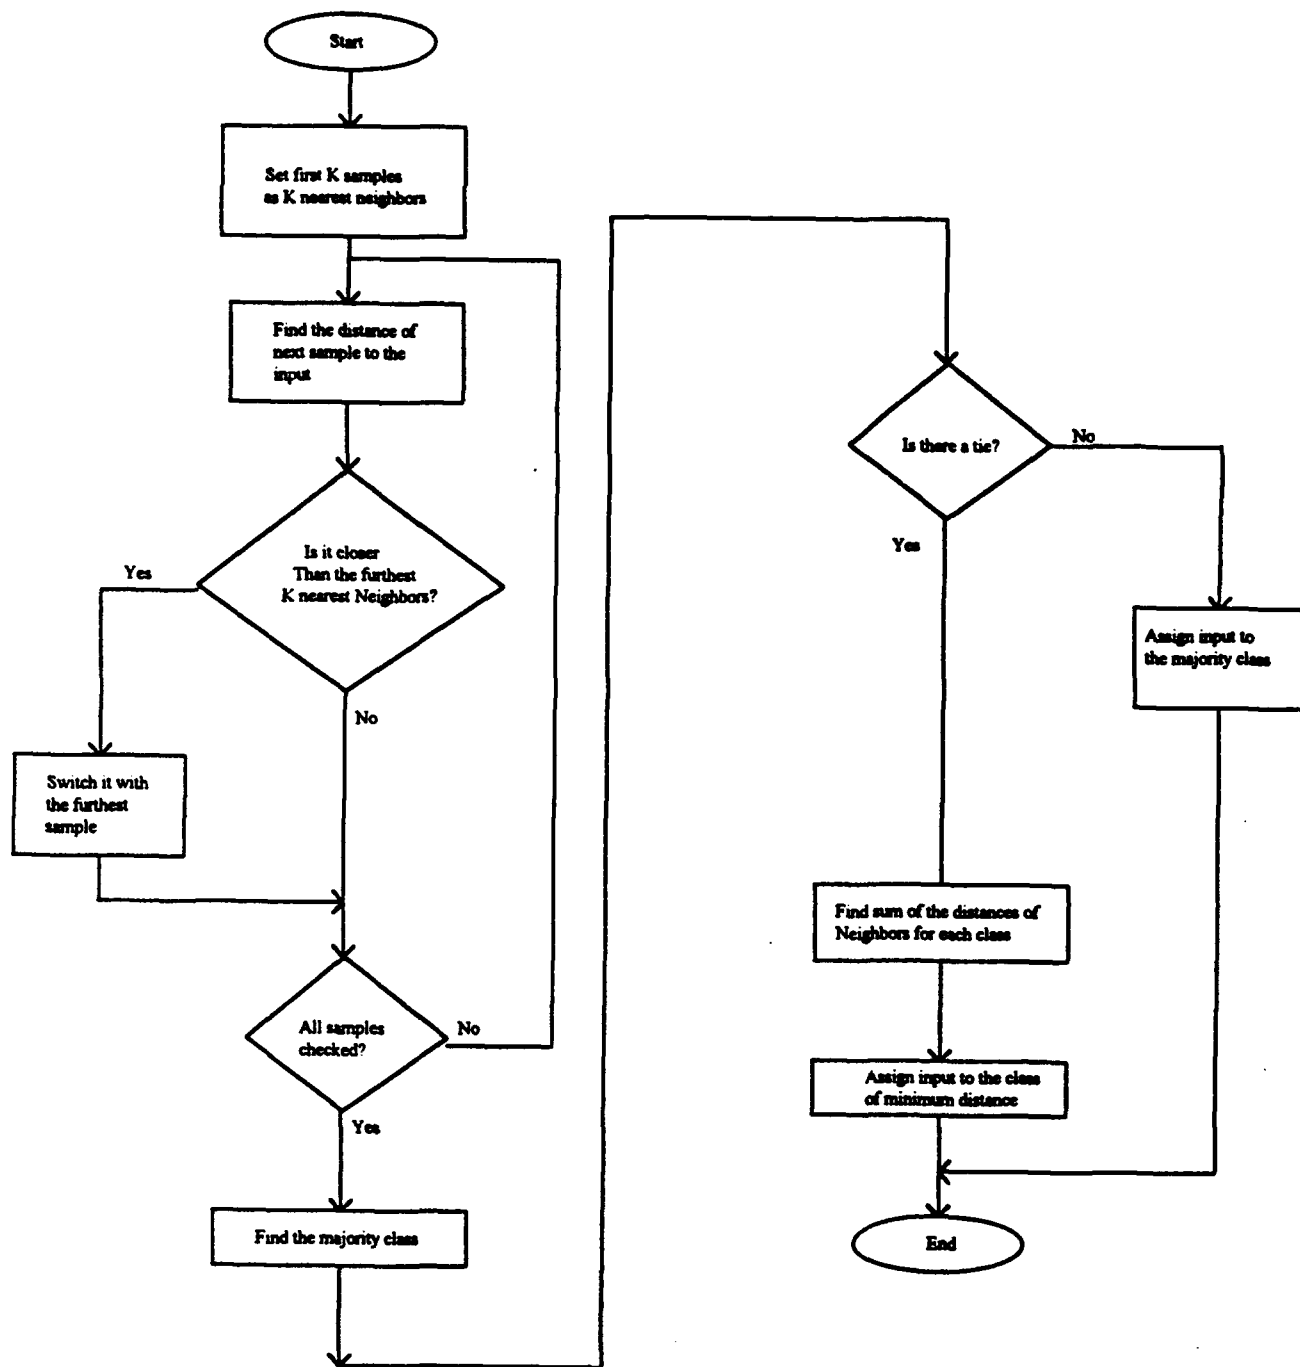 Start
Set first K samples
as K nearest neighbors
Find the distance of
next sample to the
input
Is it closer
Than the furthest
K nearest Neighbors?
Yes
No
Switch it with
the furthest
sample
All samples
checked?
No
Yes
Find the majority class
Is there a tie?
No
Yes
Assign input to
the majority class
Find sum of the distances of
Neighbors for each class
Assign input to the class
of minimum distance
End